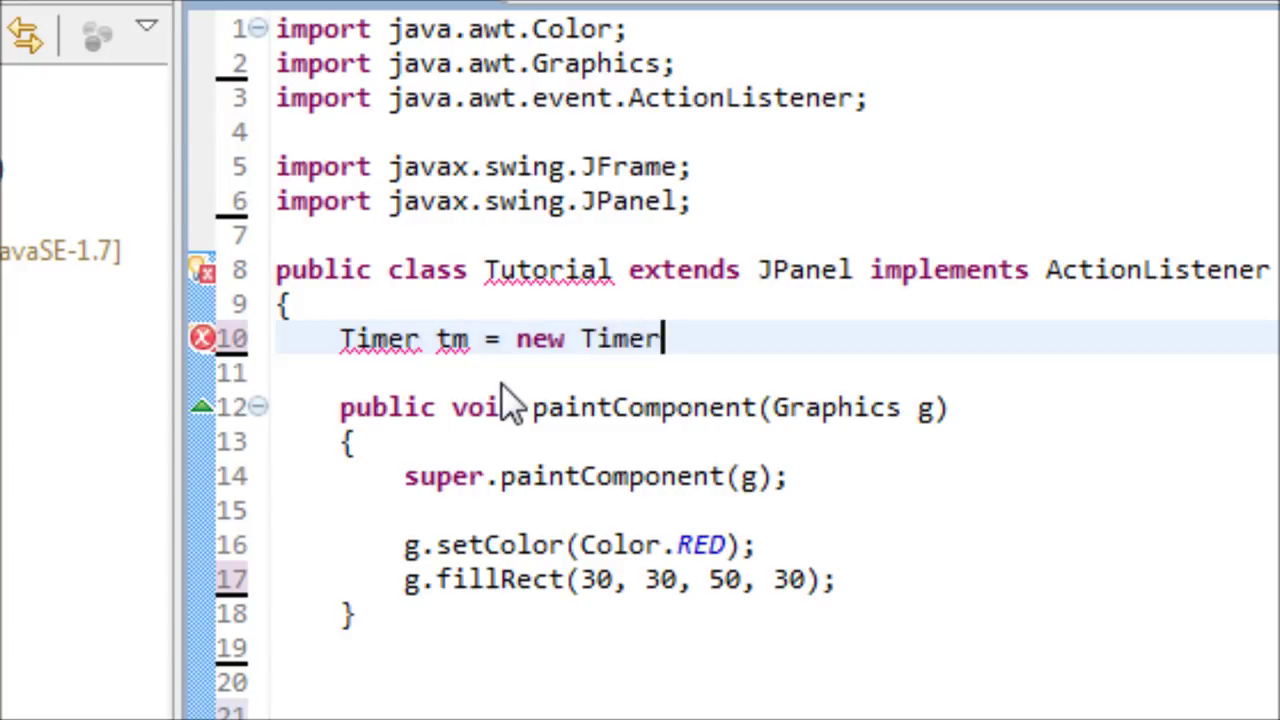 1 import java.awt.Color;
2 import java.awt.Graphics;
3 import java.awt.event.ActionListener;
4
5 import javax.swing.JFrame;
6 import javax.swing.JPanel;
7
avaSE-1.7]
8 public class Tutorial extends JPanel implements ActionListener
9 {
10 Timer tm = new Timer
11
12 public voi paintComponent(Graphics g)
13 {
14 super.paintComponent(g);
15
16 g.setColor(Color.RED);
17 g.fillRect(30, 30, 50, 30);
18 }
19
20
21